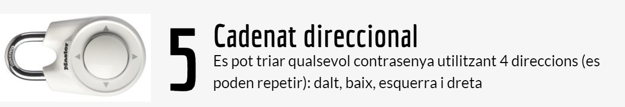 5
Cadenat direccional
Es pot triar qualsevol contrasenya utilitzant 4 direccions (es
poden repetir): dalt, baix, esquerra i dreta